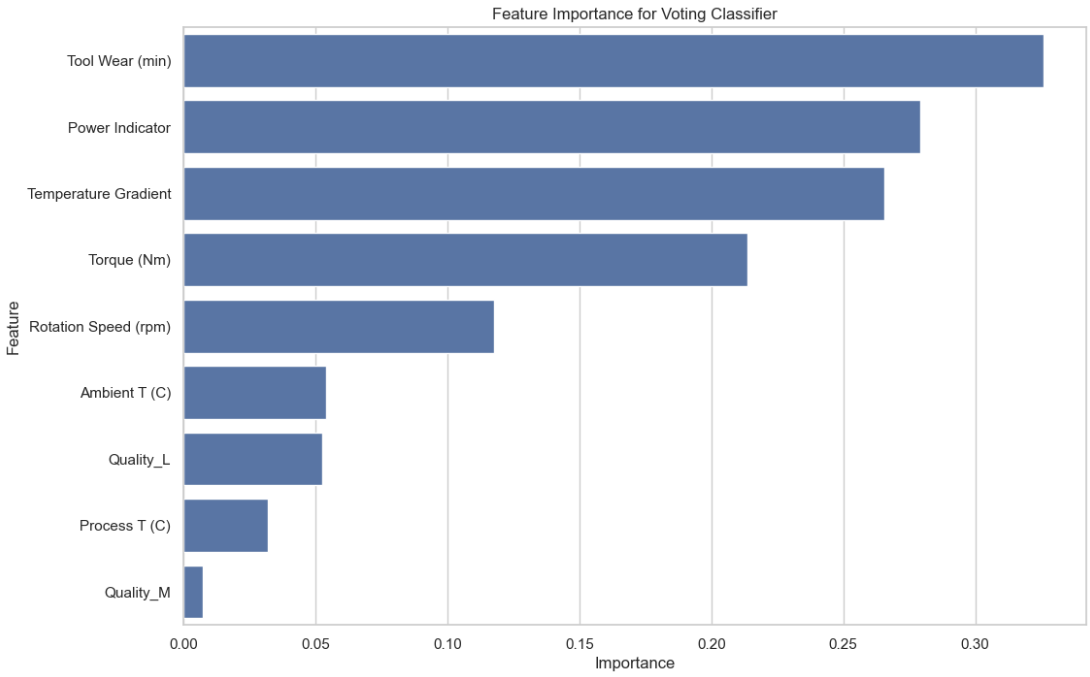 Feature Importance for Voting Classifier
Feature
Tool Wear (min)
Power Indicator
Temperature Gradient
Torque (Nm)
Rotation Speed (rpm)
Ambient T (C)
Quality_L
Process T (C)
Quality_M
0.00 0.05 0.10 0.15 0.20 0.25 0.30
Importance